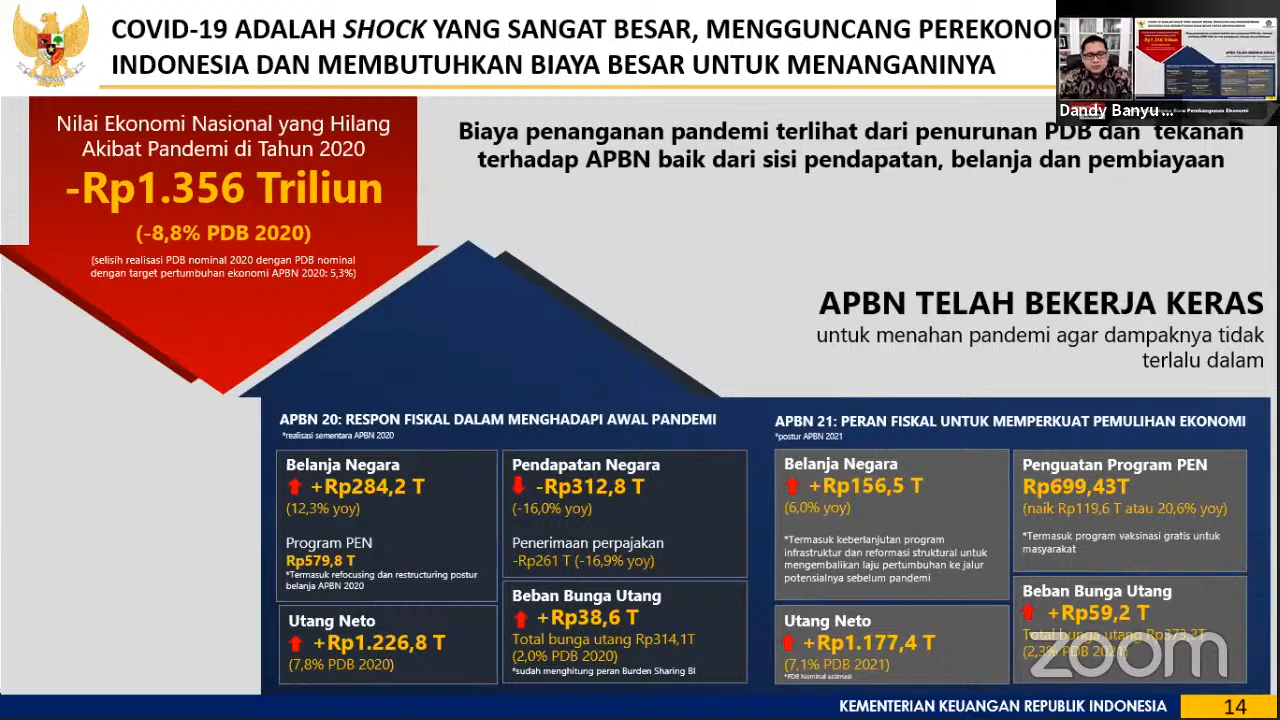 COVID-19 ADALAH SHOCK YANG SANGAT BESAR, MENGGUNCANG PEREKONO
INDONESIA DAN MEMBUTUHKAN BIAYA BESAR UNTUK MENANGANINYA
Dandy Banyu ...
Nilai Ekonomi Nasional yang Hilang
Akibat Pandemi di Tahun 2020
-Rp1.356 Triliun
(-8,8% PDB 2020)
(selisih realisasi PDB nominal 2020 dengan PDB nominal
dengan target pertumbuhan ekonomi APBN 2020: 5,3%)
Biaya penanganan pandemi terlihat dari penurunan PDB dan tekanan
terhadap APBN baik dari sisi pendapatan, belanja dan pembiayaan
APBN TELAH BEKERJA KERAS
untuk menahan pandemi agar dampaknya tidak
terlalu dalam
APBN 20: RESPON FISKAL DALAM MENGHADAPI AWAL PANDEMI
*realisasi sementara APBN 2020
Belanja Negara
+Rp284,2 T
(12,3% yoy)
Program PEN
Rp579,8 T
*Termasuk refocusing dan restructuring postur
belanja APBN 2020
Pendapatan Negara
-Rp312,8 T
(-16,0% yoy)
Penerimaan perpajakan
-Rp261 T (-16,9% yoy)
Utang Neto
+Rp1.226,8 T
(7,8% PDB 2020)
Beban Bunga Utang
+Rp38,6 T
Total bunga utang Rp314,1T
(2,0% PDB 2020)
*sudah menghitung peran Burden Sharing BI
APBN 21: PERAN FISKAL UNTUK MEMPERKUAT PEMULIHAN EKONOMI
*postur APBN 2021
Belanja Negara
+Rp156,5 T
(6,0% yoy)
*Termasuk keberlanjutan program
infrastruktur dan reformasi struktural untuk
mengembalikan laju pertumbuhan ke jalur
potensialnya sebelum pandemi
Penguatan Program PEN
Rp699,43T
(naik Rp119,6 T atau 20,6% yoy)
*Termasuk program vaksinasi gratis untuk
masyarakat
Utang Neto
+Rp1.177,4 T
(7,1% PDB 2021)
*PDB Nominal estimasi
Beban Bunga Utang
+Rp59,2 T
Total bunga utang Rp373,3T
(2,3% PDB 2021)
zoom
KEMENTERIAN KEUANGAN REPUBLIK INDONESIA
14